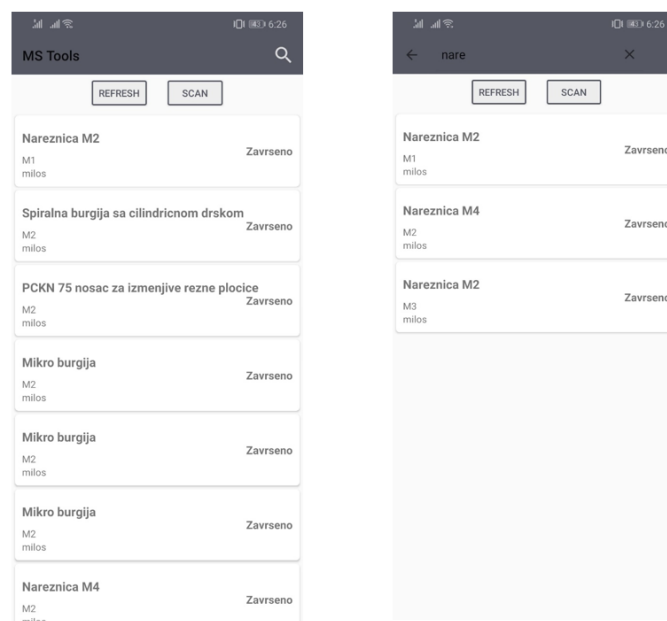 6:26
MS Tools
REFRESH SCAN
Nareznica M2
Zavrseno
M1
milos
Spiralna burgija sa cilindricnom drskom
Zavrseno
M2
milos
PCKN 75 nosac za izmenjive rezne plocice
Zavrseno
M2
milos
Mikro burgija
Zavrseno
M2
milos
Mikro burgija
Zavrseno
M2
milos
Mikro burgija
Zavrseno
M2
milos
Nareznica M4
Zavrseno
M2
milos
6:26
nare
REFRESH SCAN
Nareznica M2
Zavrseno
M1
milos
Nareznica M4
Zavrseno
M2
milos
Nareznica M2
Zavrseno
M3
milos